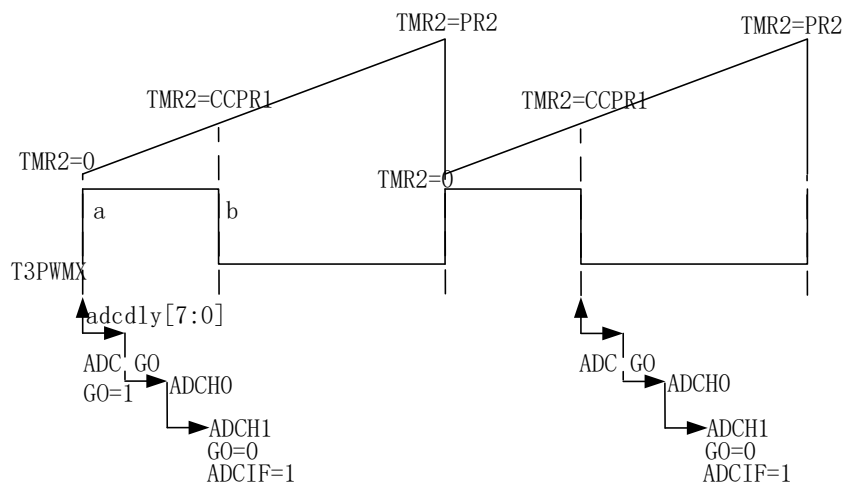 TMR2=PR2
TMR2=PR2
TMR2=CCPR1
TMR2=CCPR1
TMR2=0
TMR2=0
a
b
T3PWMX
adcdly[7:0]
ADC GO
GO=1
ADCH0
ADCH1
GO=0
ADCIF=1
ADC GO
ADCH0
ADCH1
GO=0
ADCIF=1